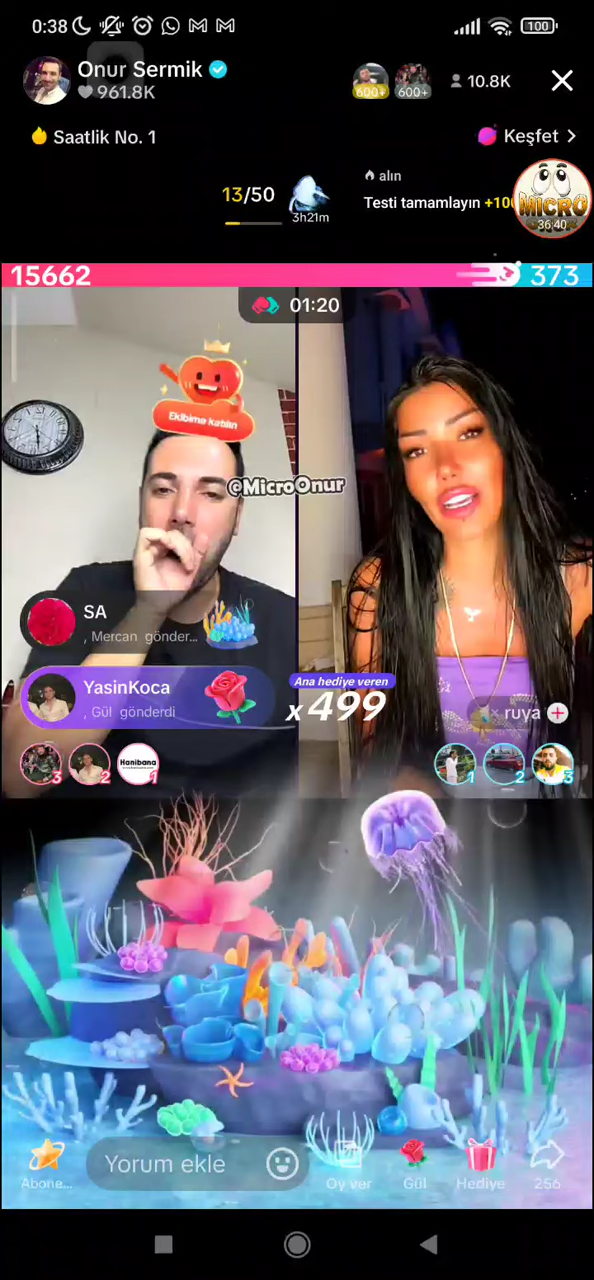 0:38
100
Onur Sermik
961.8K
600+
600+
10.8K
Saatlik No. 1
Keşfet
13/50
3h21m
alın
Testi tamamlayın +100
MICRO
36:40
15662
373
01:20
Ekibime katılın
@MicroOnur
SA
, Mercan gönder...
YasinKoca
, Gül gönderdi
Ana hediye veren
x499
ruya
3
2
Hanibana
1
1
2
3
Abone...
Yorum ekle
Oy ver
Gül
Hediye
256